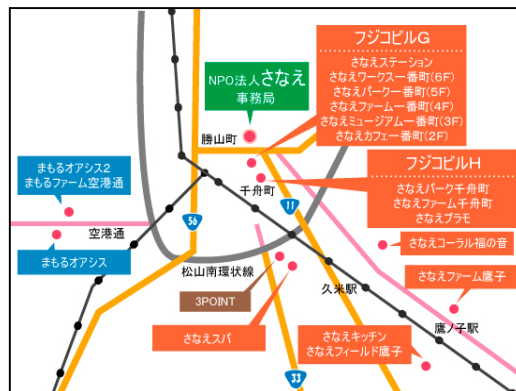 フジコビルG
さなえステーション
さなえワークス一番町(6F)
さなえパーク一番町(5F)
さなえファーム一番町(4F)
さなえミュージアム一番町(3F)
さなえカフェ一番町(2F)
NPO法人さなえ
事務局
勝山町
フジコビルH
さなえパーク千舟町
さなえファーム千舟町
さなえプラモ
まもるオアシス2
まもるファーム空港通
千舟町
11
56
空港通
さなえコーラル福の音
まもるオアシス
松山南環状線
久米駅
さなえファーム鷹子
3POINT
鷹ノ子駅
さなえスパ
さなえキッチン
さなえフィールド鷹子
33